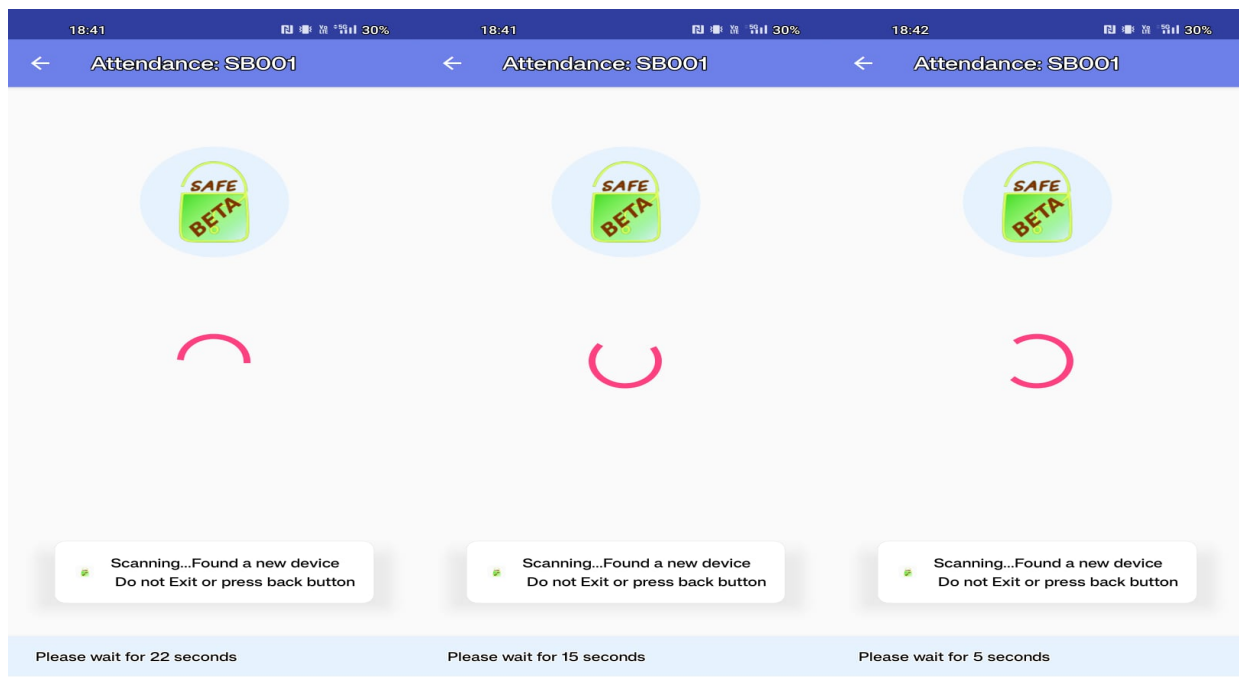 18:41 30%
Attendance: SB001
SAFE
BETA
Scanning...Found a new device
Do not Exit or press back button
Please wait for 22 seconds
18:41 30%
Attendance: SB001
SAFE
BETA
Scanning...Found a new device
Do not Exit or press back button
Please wait for 15 seconds
18:42 30%
Attendance: SB001
SAFE
BETA
Scanning...Found a new device
Do not Exit or press back button
Please wait for 5 seconds